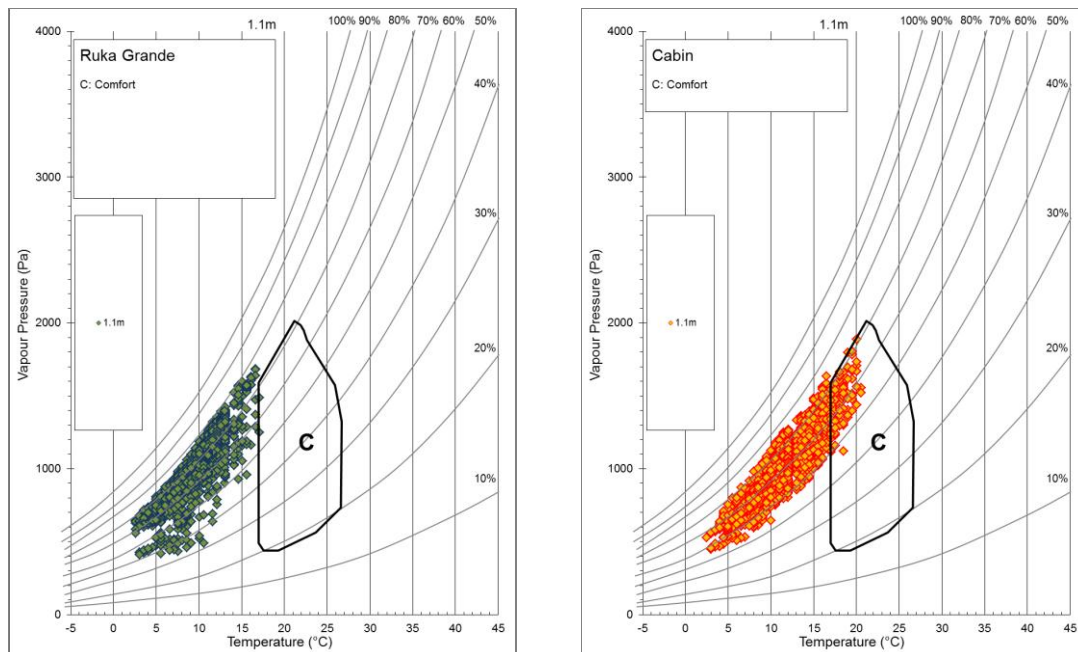 1.1m
100% 90% 80% 70% 60% 50%
4000
Ruka Grande
C: Comfort
40%
3000
30%
Vapour Pressure (Pa)
1.1m
2000
20%
C
1000
10%
0
-5 0 5 10 15 20 25 30 35 40 45
Temperature (°C)
1.1m
100% 90% 80% 70% 60% 50%
4000
Cabin
C: Comfort
40%
3000
30%
Vapour Pressure (Pa)
1.1m
2000
20%
C
1000
10%
0
-5 0 5 10 15 20 25 30 35 40 45
Temperature (°C)